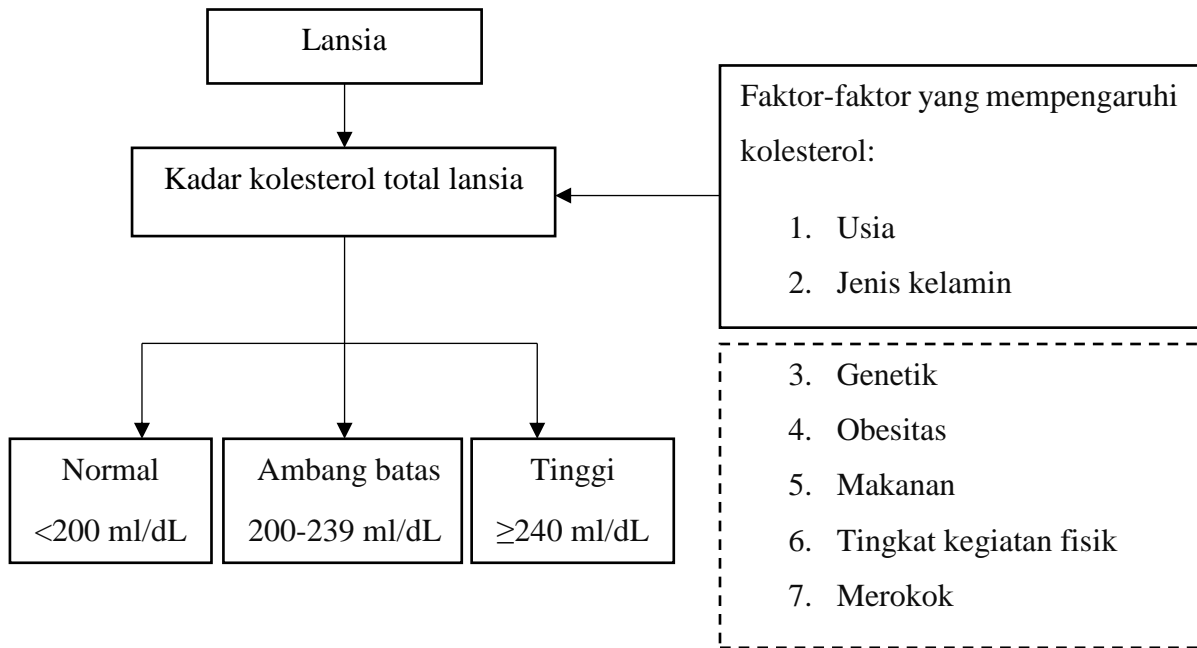 Lansia
Kadar kolesterol total lansia
Faktor-faktor yang mempengaruhi
kolesterol:
1. Usia
2. Jenis kelamin
3. Genetik
4. Obesitas
5. Makanan
6. Tingkat kegiatan fisik
7. Merokok
Normal
<200 ml/dL
Ambang batas
200-239 ml/dL
Tinggi
≥240 ml/dL